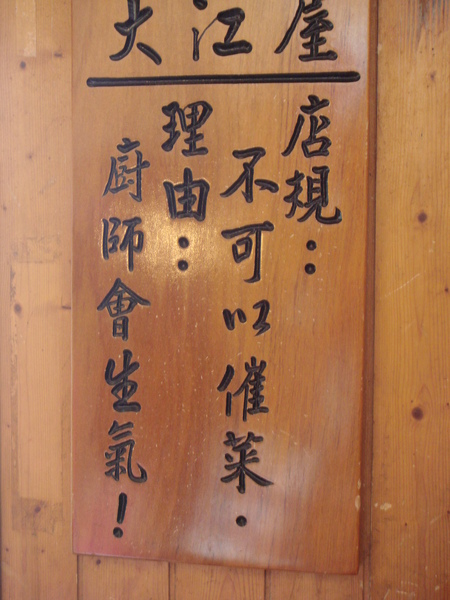 大江屋
店規：
不可以催菜．
理由：
廚師會生氣！